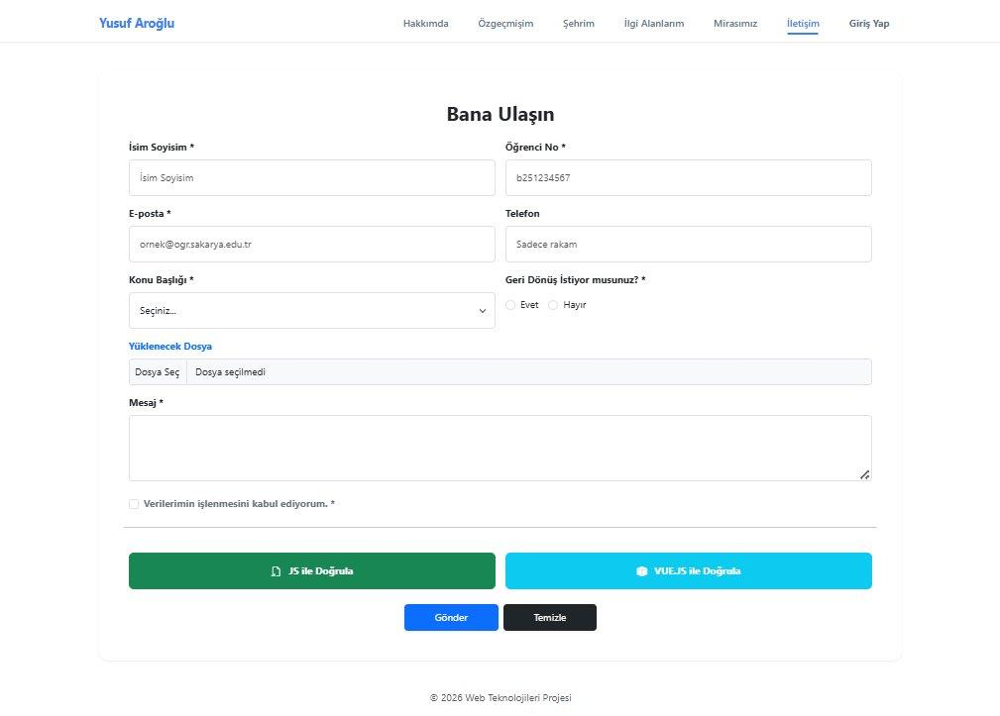 Yusuf Aroğlu
Hakkımda Özgeçmişim Şehrim İlgi Alanlarım Mirasımız İletişim Giriş Yap
Bana Ulaşın
İsim Soyisim * Öğrenci No *
İsim Soyisim b251234567
E-posta * Telefon
ornek@ogr.sakarya.edu.tr Sadece rakam
Konu Başlığı * Geri Dönüş İstiyor musunuz? *
Seçiniz... Evet Hayır
Yüklenecek Dosya
Dosya Seç Dosya seçilmedi
Mesaj *
Verilerimin işlenmesini kabul ediyorum. *
JS ile Doğrula VUE.JS ile Doğrula
Gönder Temizle
© 2026 Web Teknolojileri Projesi